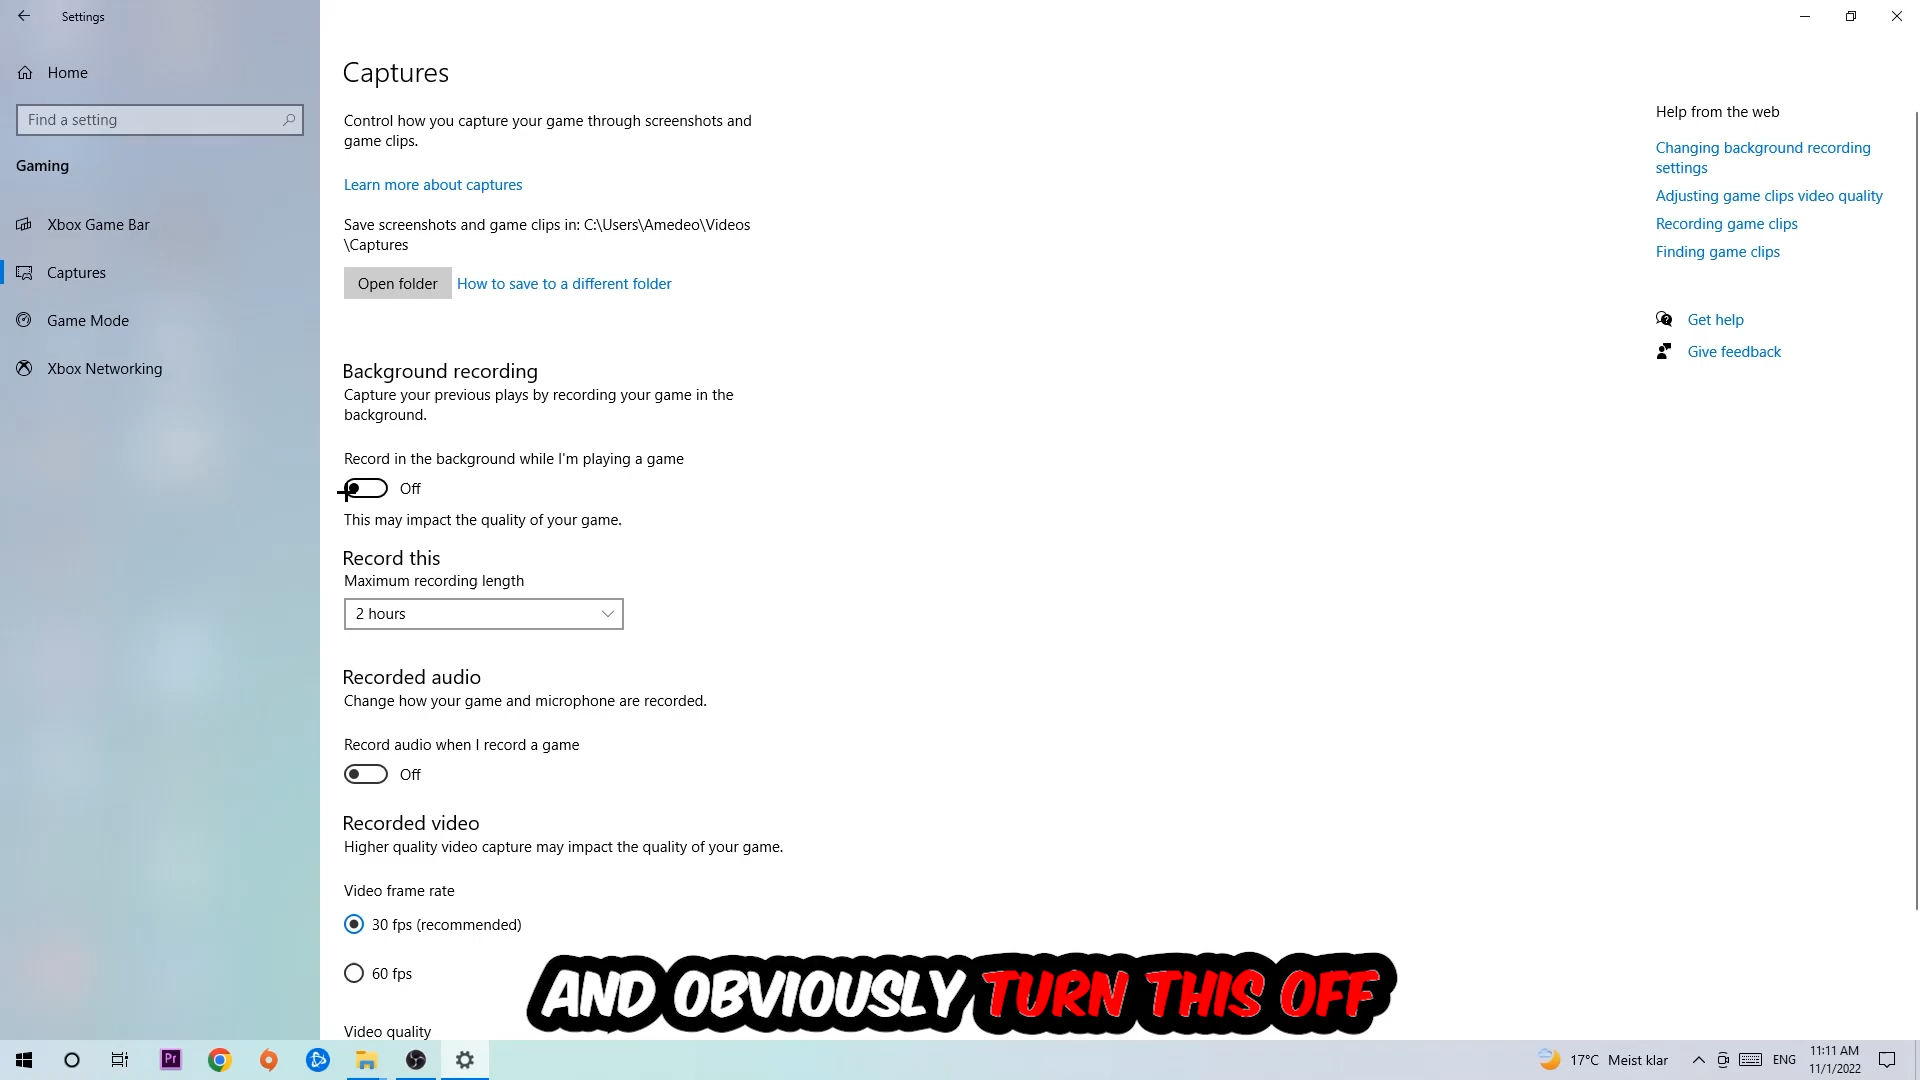 Settings
Home
Find a setting
Gaming
Xbox Game Bar
Captures
Game Mode
Xbox Networking
Captures
Control how you capture your game through screenshots and
game clips.
Learn more about captures
Save screenshots and game clips in: C:\Users\Amedeo\Videos
\Captures
Open folder
How to save to a different folder
Background recording
Capture your previous plays by recording your game in the
background.
Record in the background while I'm playing a game
Off
This may impact the quality of your game.
Record this
Maximum recording length
2 hours
Recorded audio
Change how your game and microphone are recorded.
Record audio when I record a game
Off
Recorded video
Higher quality video capture may impact the quality of your game.
Video frame rate
30 fps (recommended)
60 fps
Video quality
Help from the web
Changing background recording
settings
Adjusting game clips video quality
Recording game clips
Finding game clips
Get help
Give feedback
AND OBVIOUSLY TURN THIS OFF
Pr
17°C Meist klar
ENG
11:11 AM
11/1/2022